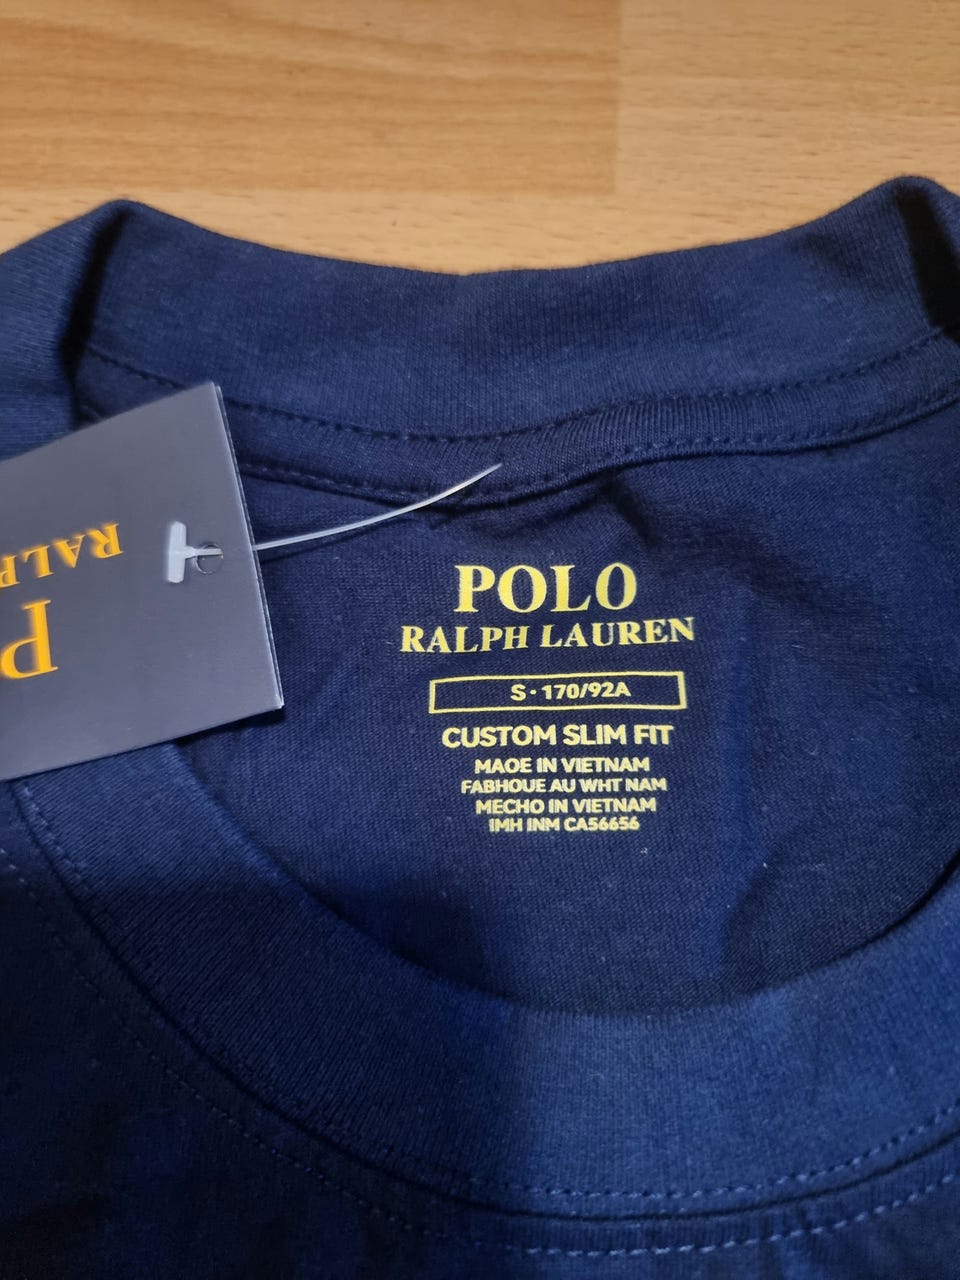 POLO
RALPH LAUREN
S·170/92A
CUSTOM SLIM FIT
MAOE IN VIETNAM
FABHOUE AU WHT NAM
MECHO IN VIETNAM
IMH INM CA56656
P
RALP